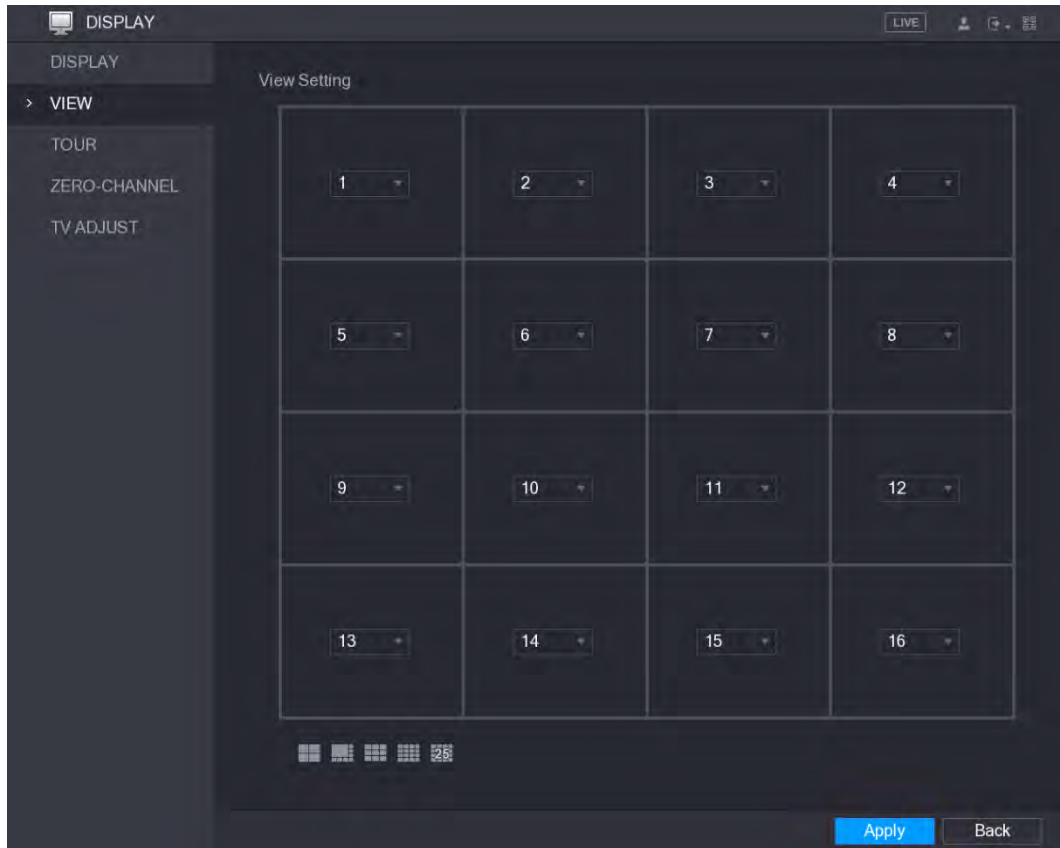 DISPLAY
LIVE
DISPLAY
VIEW
TOUR
ZERO-CHANNEL
TV ADJUST
View Setting
1 2 3 4
5 6 7 8
9 10 11 12
13 14 15 16
25
Apply Back